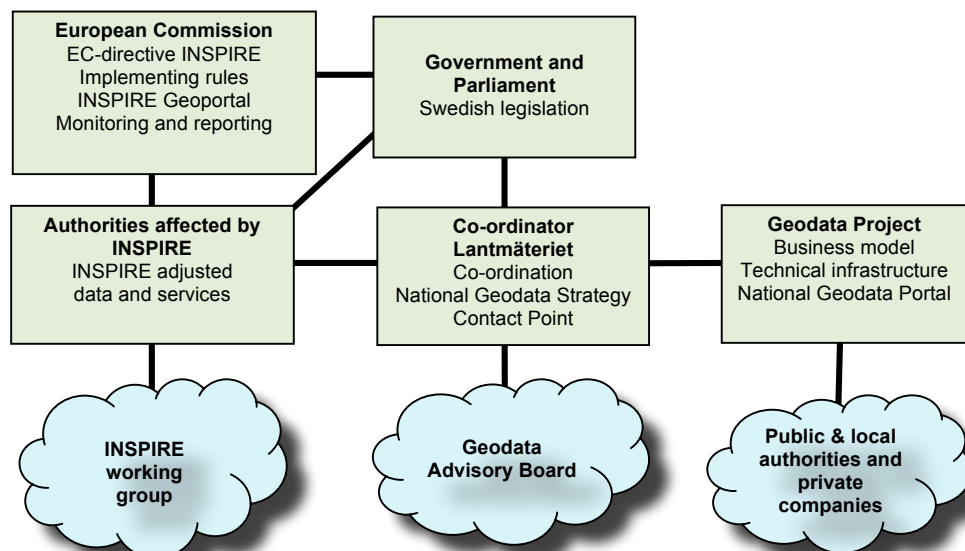 European Commission
EC-directive INSPIRE
Implementing rules
INSPIRE Geoportal
Monitoring and reporting
Government and
Parliament
Swedish legislation
Authorities affected by
INSPIRE
INSPIRE adjusted
data and services
Co-ordinator
Lantmäteriet
Co-ordination
National Geodata Strategy
Contact Point
Geodata Project
Business model
Technical infrastructure
National Geodata Portal
INSPIRE
working
group
Geodata
Advisory Board
Public & local
authorities and
private
companies